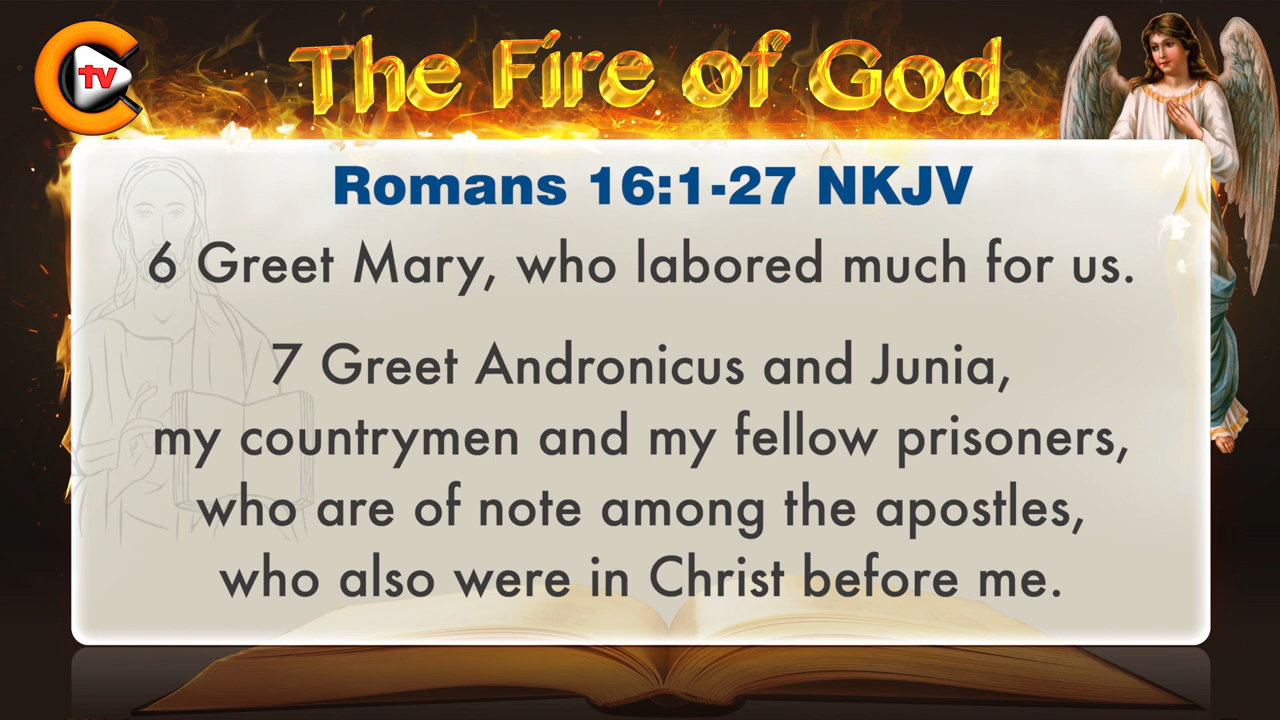 tv
The Fire of God
Romans 16:1-27 NKJV
6 Greet Mary, who labored much for us.
7 Greet Andronicus and Junia,
my countrymen and my fellow prisoners,
who are of note among the apostles,
who also were in Christ before me.